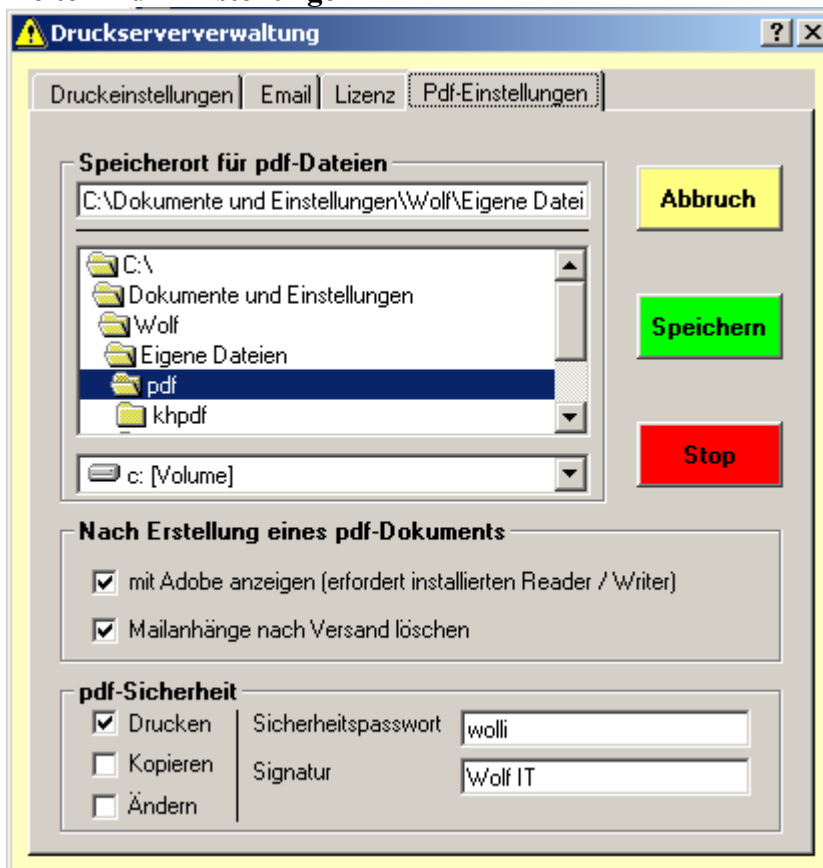 Druckserververwaltung
Druckeinstellungen Email Lizenz Pdf-Einstellungen
Speicherort für pdf-Dateien
C:\Dokumente und Einstellungen\Wolf\Eigene Datei
Abbruch
C:\
Dokumente und Einstellungen
Wolf
Eigene Dateien
pdf
khpdf
Speichern
c: [Volume]
Stop
Nach Erstellung eines pdf-Dokuments
mit Adobe anzeigen (erfordert installierten Reader / Writer)
Mailanhänge nach Versand löschen
pdf-Sicherheit
Drucken Sicherheitspasswort wolli
Kopieren Signatur Wolf IT
Ändern